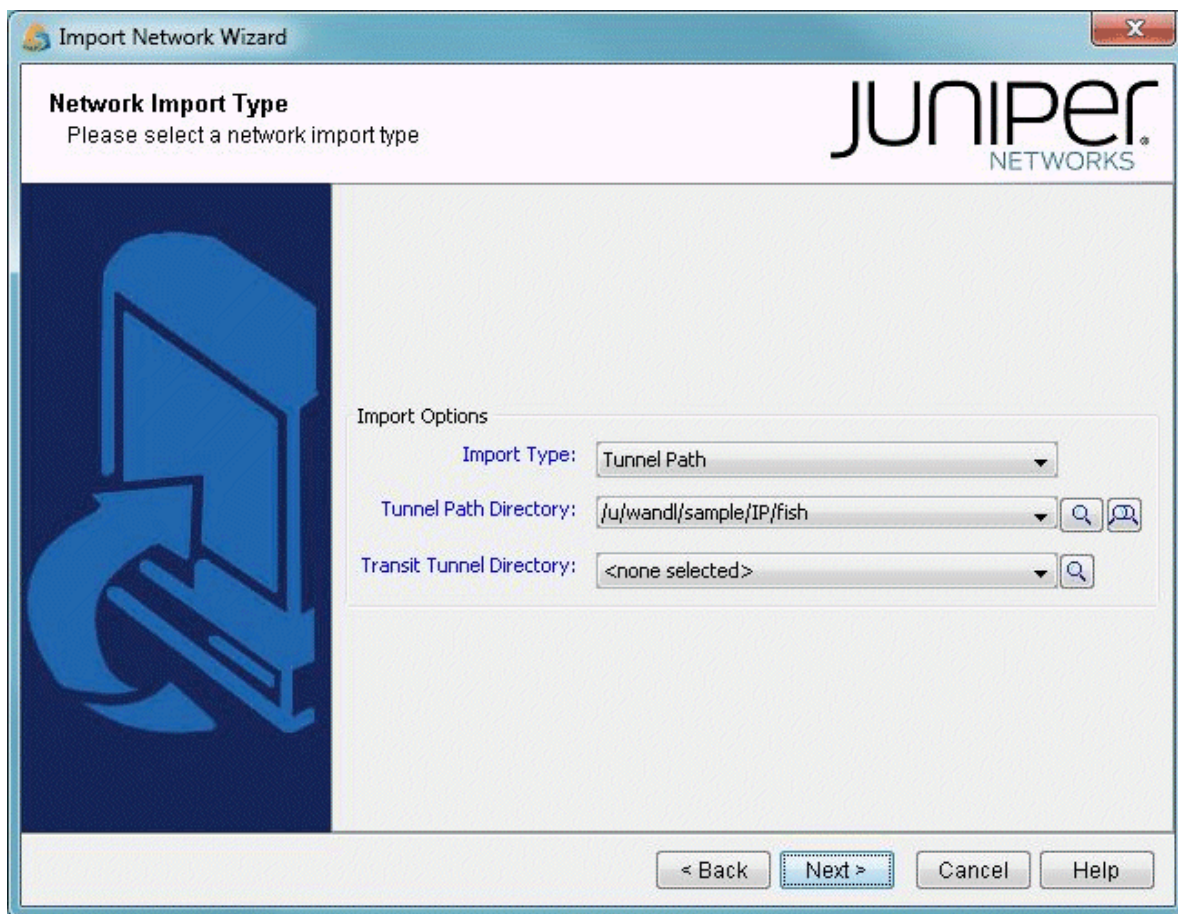 Import Network Wizard
Network Import Type
Please select a network import type
JUNIPER
NETWORKS
Import Options
Import Type: Tunnel Path
Tunnel Path Directory: /u/wandl/sample/IP/fish
Transit Tunnel Directory: <none selected>
< Back Next > Cancel Help